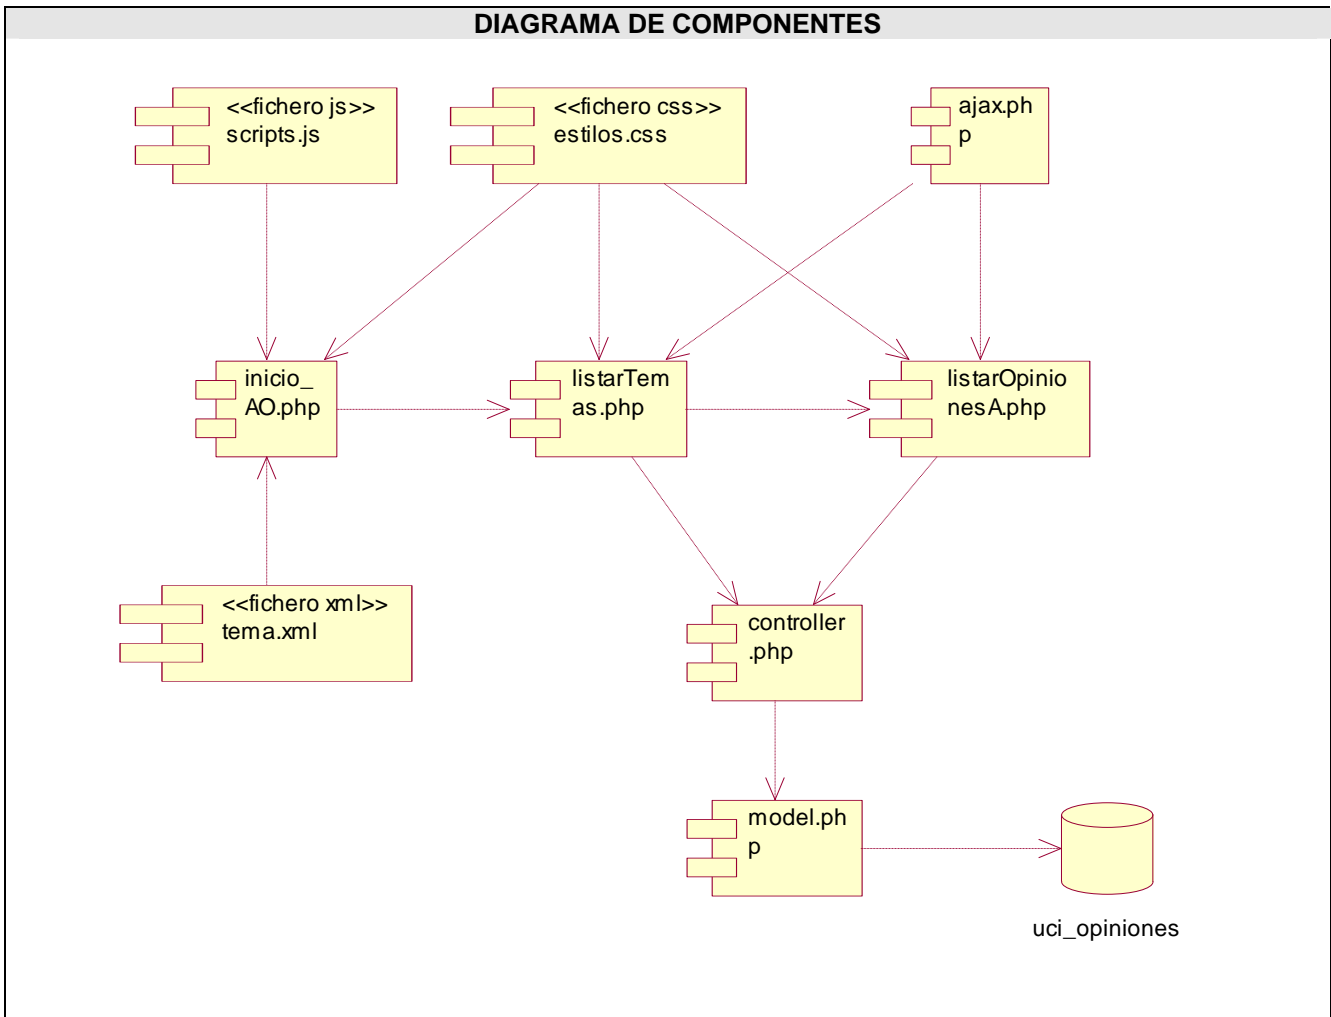 DIAGRAMA DE COMPONENTES
<<fichero js>>
scripts.js
<<fichero css>>
estilos.css
ajax.ph
p
inicio_
AO.php
listarTem
as.php
listarOpinio
nesA.php
<<fichero xml>>
tema.xml
controller
.php
model.ph
p
uci_opiniones